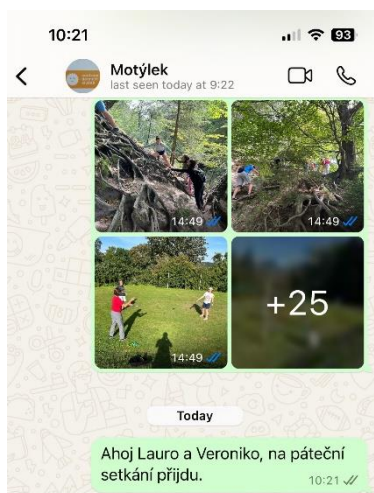 10:21
93
Motýlek
last seen today at 9:22
14:49
14:49
14:49
+25
Today
Ahoj Lauro a Veroniko, na páteční
setkání přijdu.
10:21